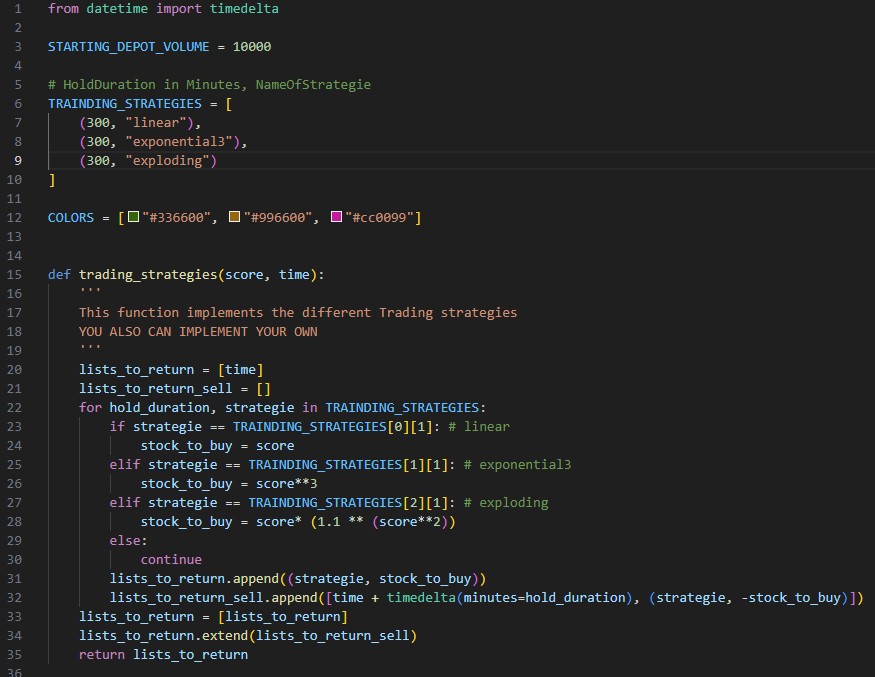 1 from datetime import timedelta
2
3 STARTING_DEPOT_VOLUME = 10000
4
5 # HoldDuration in Minutes, NameOfStrategie
6 TRAINDING_STRATEGIES = [
7     (300, "linear"),
8     (300, "exponential3"),
9     (300, "exploding")
10 ]
11
12 COLORS = ["#336600", "#996600", "#cc0099"]
13
14
15 def trading_strategies(score, time):
16     '''
17     This function implements the different Trading strategies
18     YOU ALSO CAN IMPLEMENT YOUR OWN
19     '''
20     lists_to_return = [time]
21     lists_to_return_sell = []
22     for hold_duration, strategie in TRAINDING_STRATEGIES:
23         if strategie == TRAINDING_STRATEGIES[0][1]: # linear
24             stock_to_buy = score
25         elif strategie == TRAINDING_STRATEGIES[1][1]: # exponential3
26             stock_to_buy = score**3
27         elif strategie == TRAINDING_STRATEGIES[2][1]: # exploding
28             stock_to_buy = score* (1.1 ** (score**2))
29         else:
30             continue
31         lists_to_return.append((strategie, stock_to_buy))
32         lists_to_return_sell.append([time + timedelta(minutes=hold_duration), (strategie, -stock_to_buy)])
33     lists_to_return = [lists_to_return]
34     lists_to_return.extend(lists_to_return_sell)
35     return lists_to_return
36